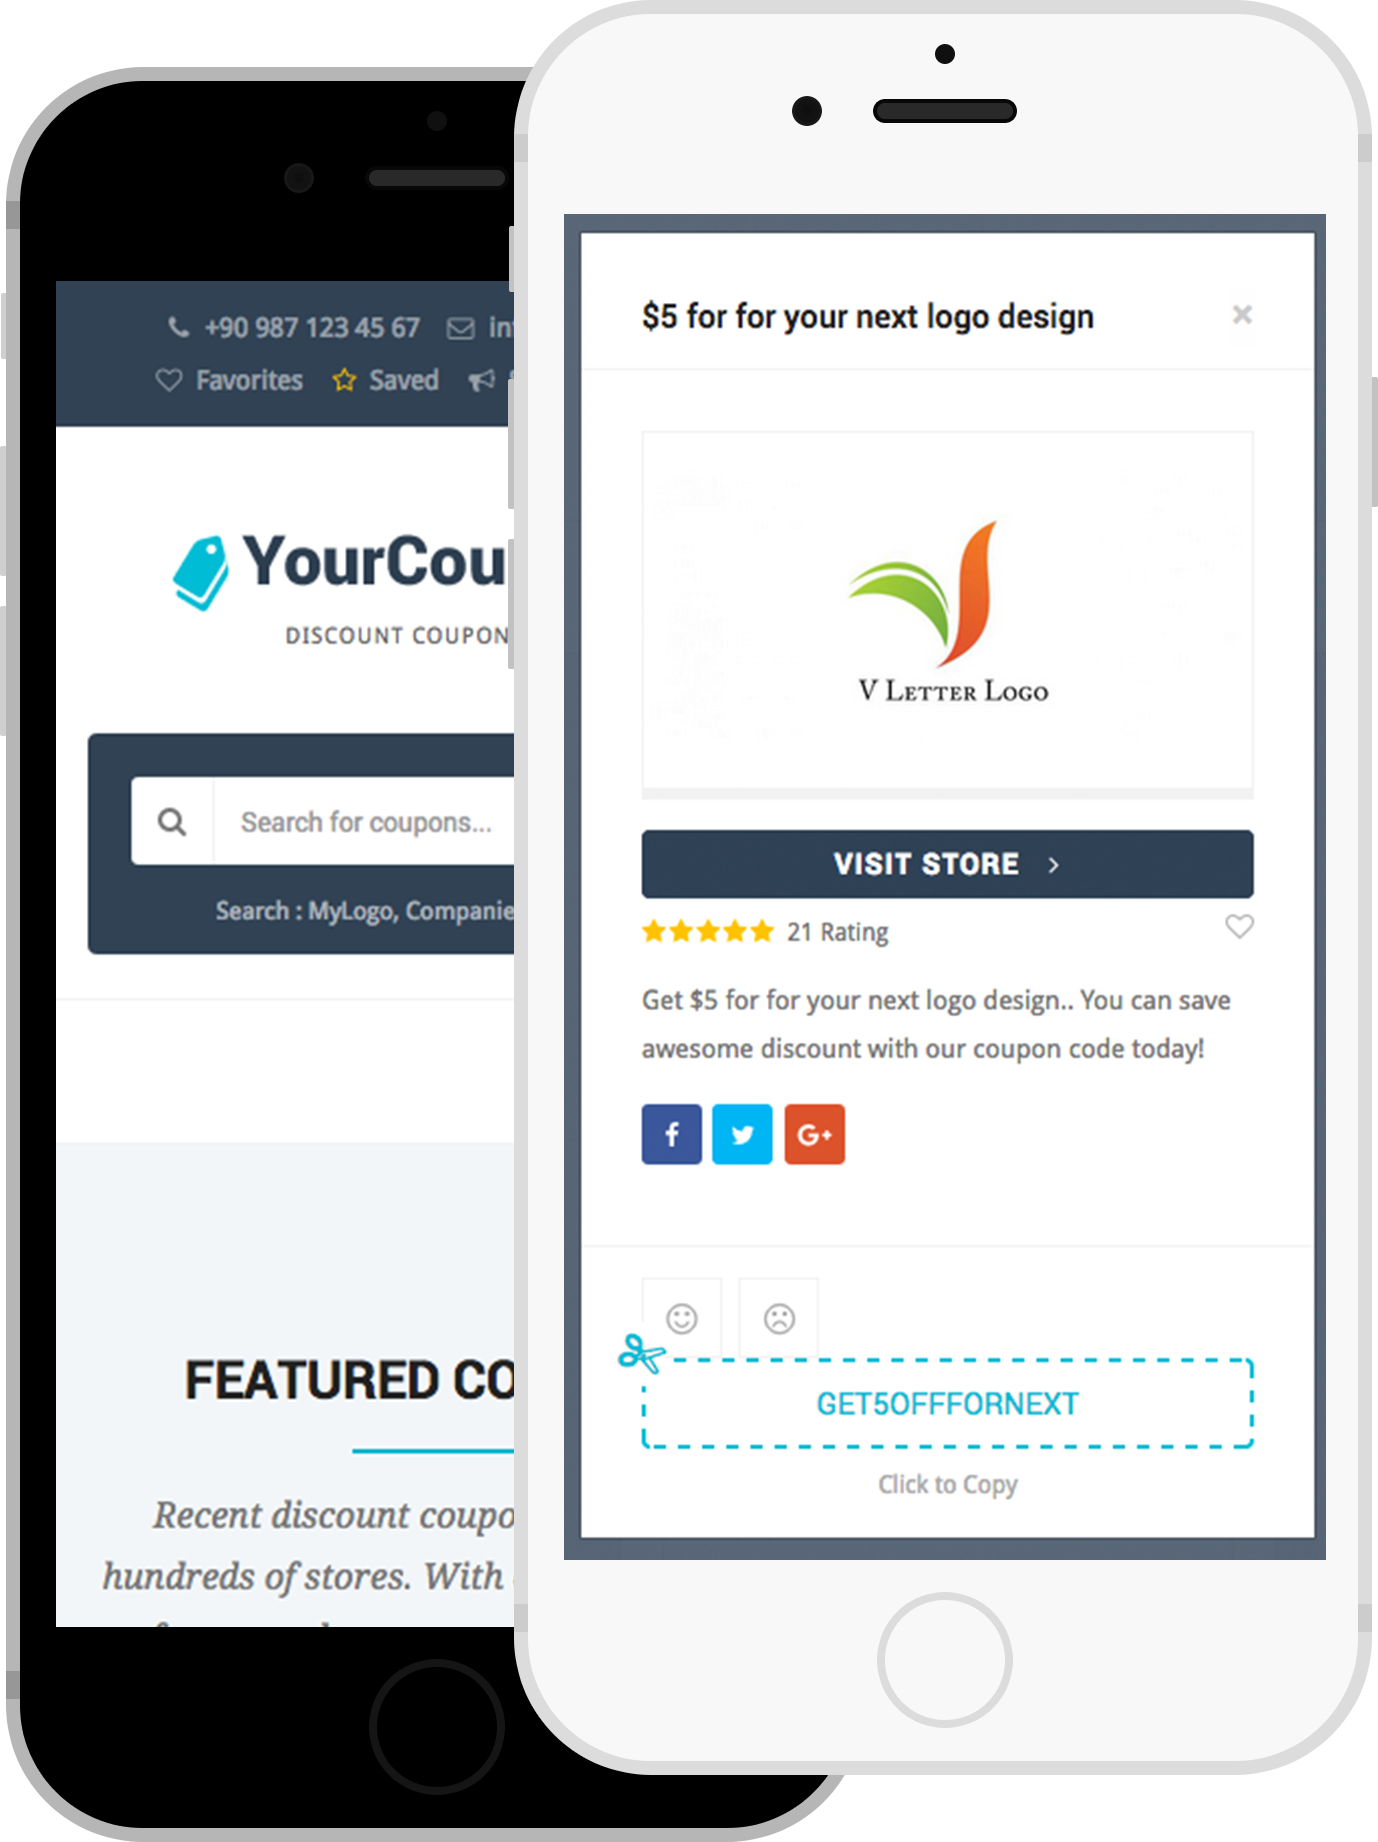 +90 987 123 45 67
Favorites Saved
YourCou
DISCOUNT COUPON
Search for coupons...
Search : MyLogo, Companie
FEATURED CO
Recent discount coupo
hundreds of stores. With
$5 for for your next logo design
V LETTER LOGO
VISIT STORE
21 Rating
Get $5 for for your next logo design.. You can save
awesome discount with our coupon code today!
f G+
GET5OFFFORNEXT
Click to Copy